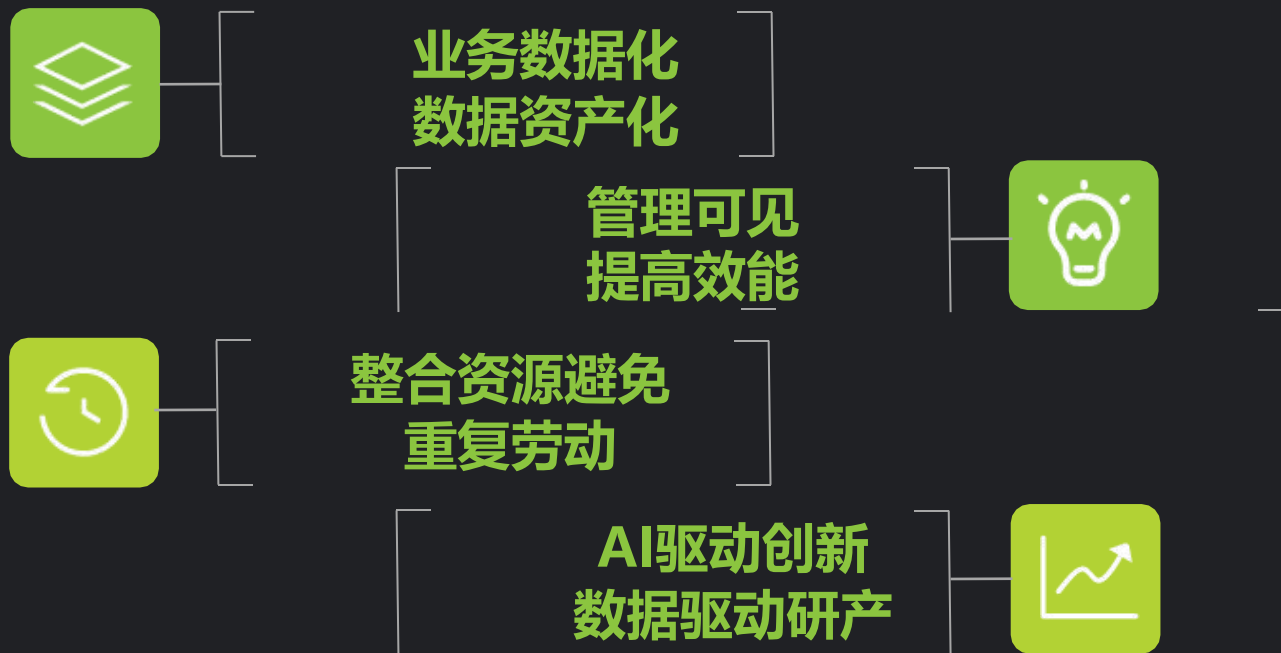 业务数据化
数据资产化
管理可见
提高效能
整合资源避免
重复劳动
AI驱动创新
数据驱动研产